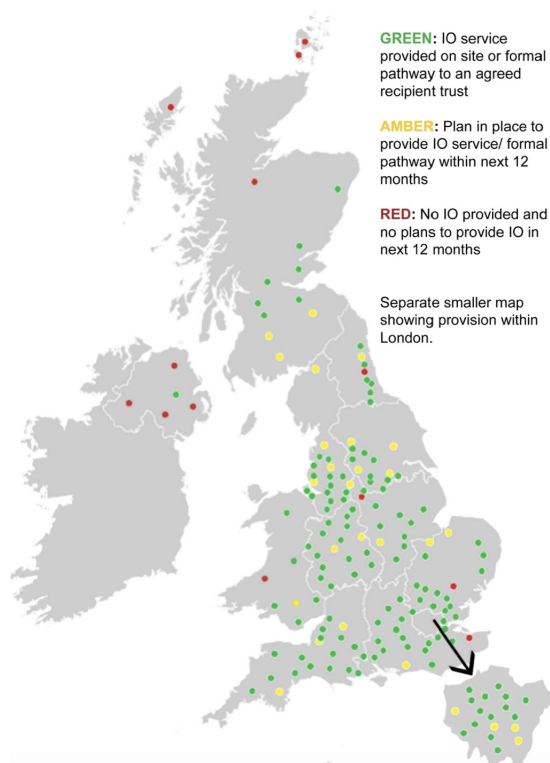 GREEN: IO service
provided on site or formal
pathway to an agreed
recipient trust
AMBER: Plan in place to
provide IO service/ formal
pathway within next 12
months
RED: No IO provided and
no plans to provide IO in
next 12 months
Separate smaller map
showing provision within
London.